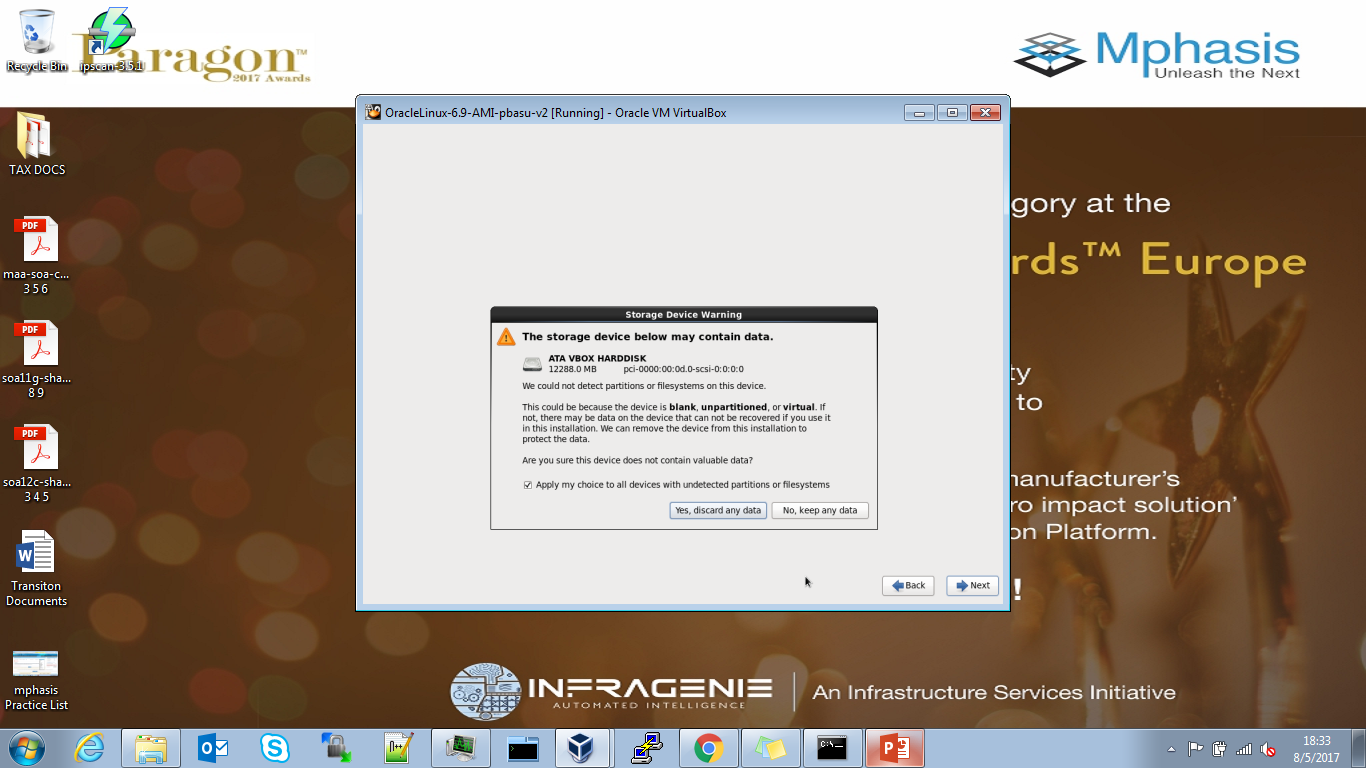 Recycle Bin
ipscan-3.5.1
Paragon™
2017 Awards
Mphasis
Unleash the Next
TAX DOCS
PDF
maa-soa-c...
3 5 6
PDF
soa11g-sha...
8 9
PDF
soa12c-sha...
3 4 5
Transiton
Documents
mphasis
Practice List
OracleLinux-6.9-AMI-pbasu-v2 [Running] - Oracle VM VirtualBox
Storage Device Warning
The storage device below may contain data.
ATA VBOX HARDDISK
12288.0 MB pci-0000:00:0d.0-scsi-0:0:0:0
We could not detect partitions or filesystems on this device.
This could be because the device is blank, unpartitioned, or virtual. If
not, there may be data on the device that can not be recovered if you use it
in this installation. We can remove the device from this installation to
protect the data.
Are you sure this device does not contain valuable data?
Apply my choice to all devices with undetected partitions or filesystems
Yes, discard any data
No, keep any data
Back
Next
gory at the
rds™ Europe
ty
to
nanufacturer's
ro impact solution'
on Platform.
!
INFRAGENIE
AUTOMATED INTELLIGENCE
An Infrastructure Services Initiative
18:33
8/5/2017